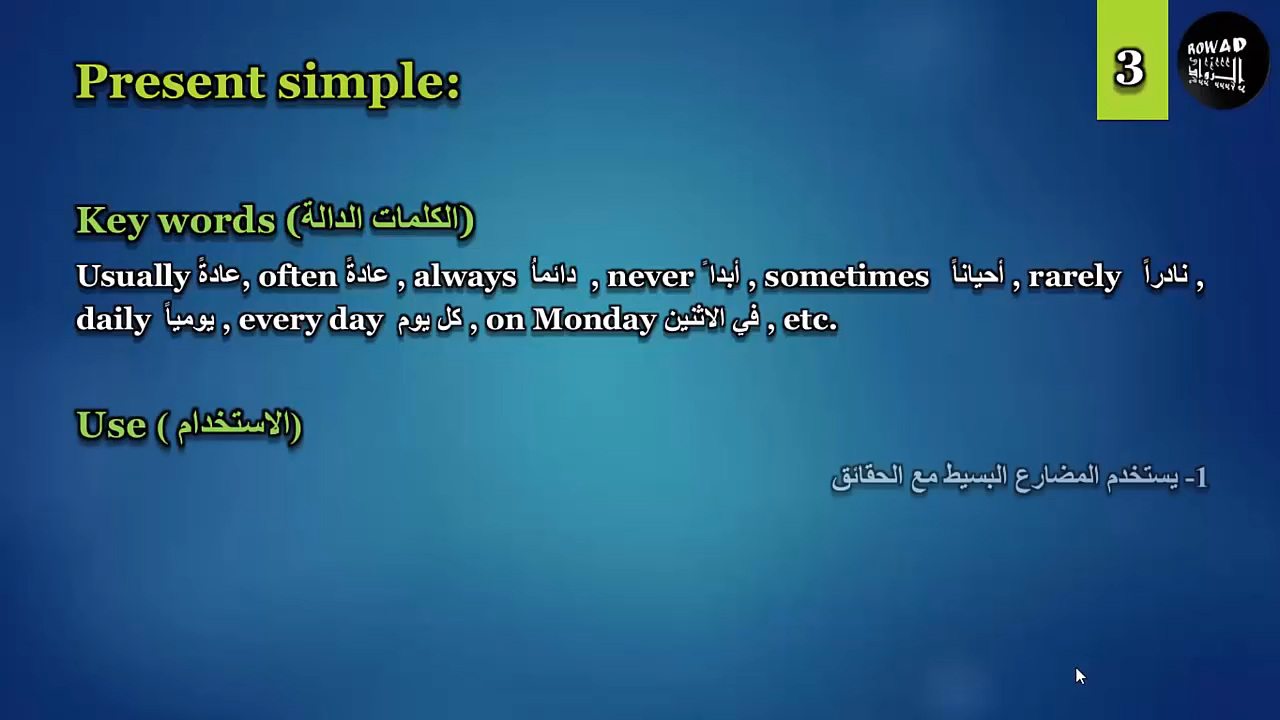 Present simple:
3
ROWAD
الرواد
Key words (الكلمات الدالة)
Usually عادةً, often عادةً , always دائماُ , never أبدا ً , sometimes أحياناً , rarely نادراً ,
daily يومياً , every day كل يوم , on Monday في الاثنين , etc.
Use ( الاستخدام)
1- يستخدم المضارع البسيط مع الحقائق